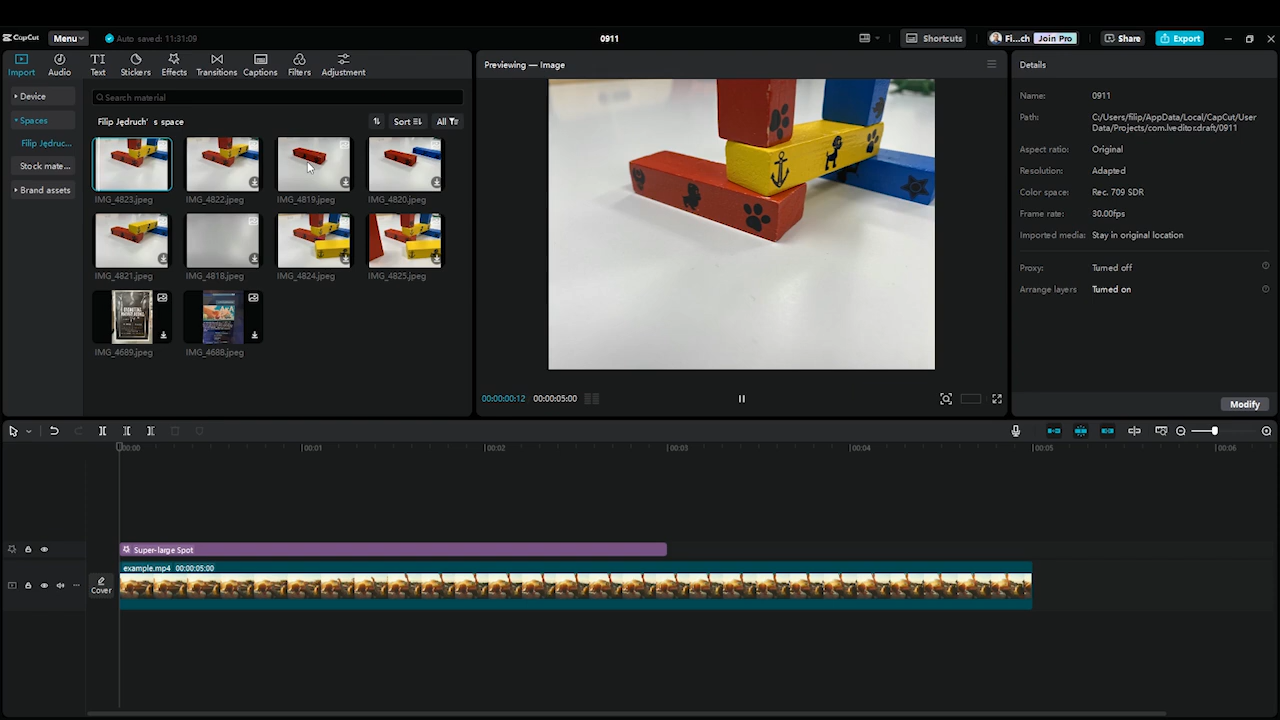 CapCut Menu Auto saved: 11:31:09 0911 Shortcuts Fi...ch Join Pro Share Export
Import Audio Text Stickers Effects Transitions Captions Filters Adjustment
Device
Spaces
Filip Jędruc...
Stock mate...
Brand assets
Search material
Filip Jędruch' s space Sort All
IMG_4823.jpeg IMG_4822.jpeg IMG_4819.jpeg IMG_4820.jpeg
IMG_4821.jpeg IMG_4818.jpeg IMG_4824.jpeg IMG_4825.jpeg
IMG_4689.jpeg IMG_4688.jpeg
Previewing — Image
00:00:00:12 00:00:05:00
Details
Name: 0911
Path: C:/Users/filip/AppData/Local/CapCut/User
Data/Projects/com.lveditor.draft/0911
Aspect ratio: Original
Resolution: Adapted
Color space: Rec. 709 SDR
Frame rate: 30.00fps
Imported media: Stay in original location
Proxy: Turned off
Arrange layers Turned on
Modify
00:00 00:01 00:02 00:03 00:04 00:05 00:06
Super-large Spot
example.mp4 00:00:05:00
Cover